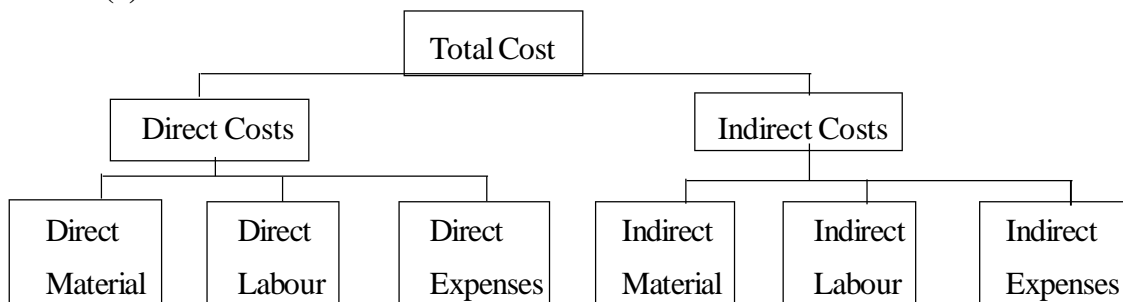 Total Cost
Direct Costs Indirect Costs
Direct Direct Direct Indirect Indirect Indirect
Material Labour Expenses Material Labour Expenses